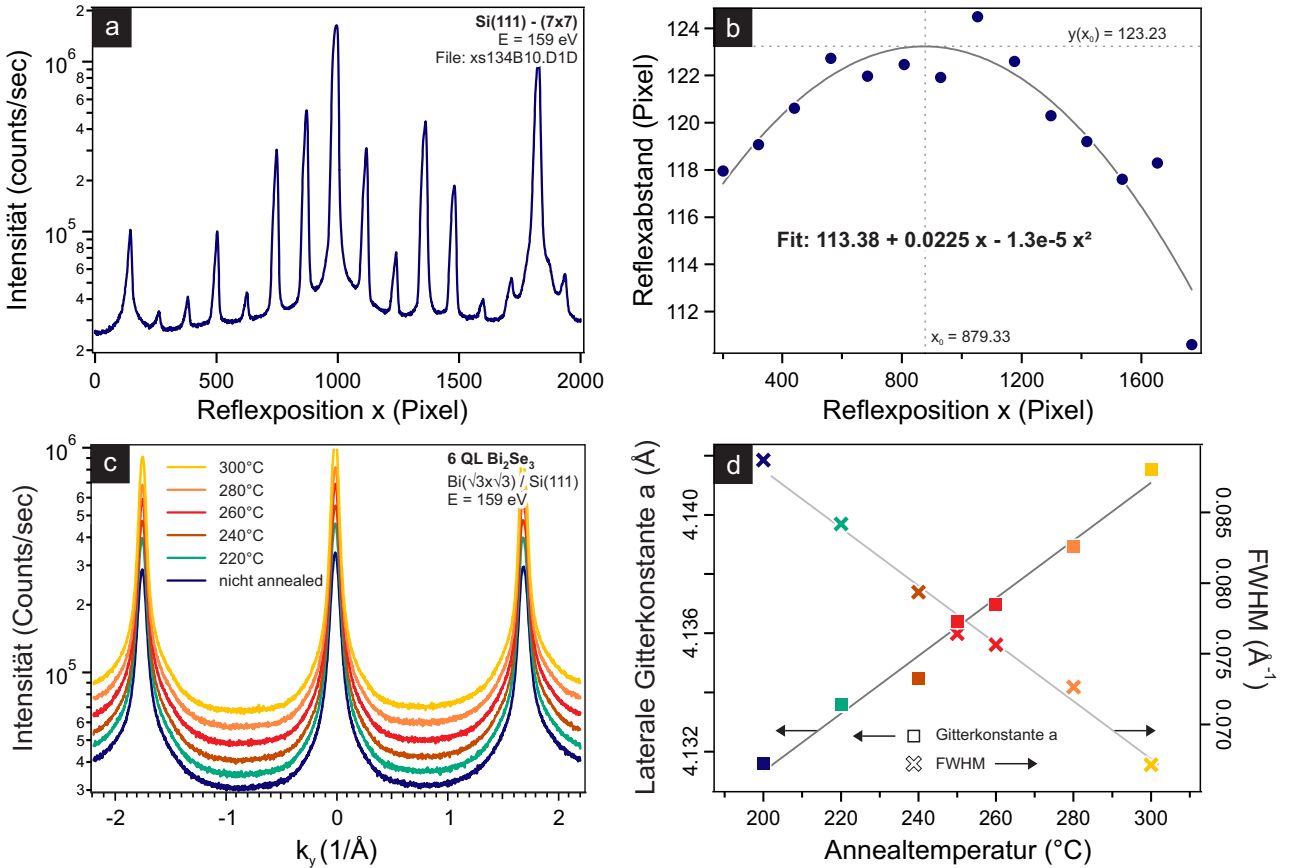 a
Si(111) - (7x7)
E = 159 eV
File: xs134B10.D1D
Intensität (counts/sec)
10⁶
8
6
4
2
10⁵
8
6
4
2
0 500 1000 1500 2000
Reflexposition x (Pixel)
b
y(x₀) = 123.23
Fit: 113.38 + 0.0225 x - 1.3e-5 x²
x₀ = 879.33
Reflexabstand (Pixel)
124
122
120
118
116
114
112
400 800 1200 1600
Reflexposition x (Pixel)
c
300°C
280°C
260°C
240°C
220°C
nicht annealed
6 QL Bi₂Se₃
Bi(√3x√3) / Si(111)
E = 159 eV
Intensität (Counts/sec)
10⁶
8
6
5
4
3
2
10⁵
8
6
5
4
3
-2 -1 0 1 2
k_y (1/Å)
d
Laterale Gitterkonstante a (Å)
4.140
4.136
4.132
Gitterkonstante a
FWHM
0.085
0.080
0.075
0.070
FWHM (Å⁻¹)
200 220 240 260 280 300
Annealtemperatur (°C)